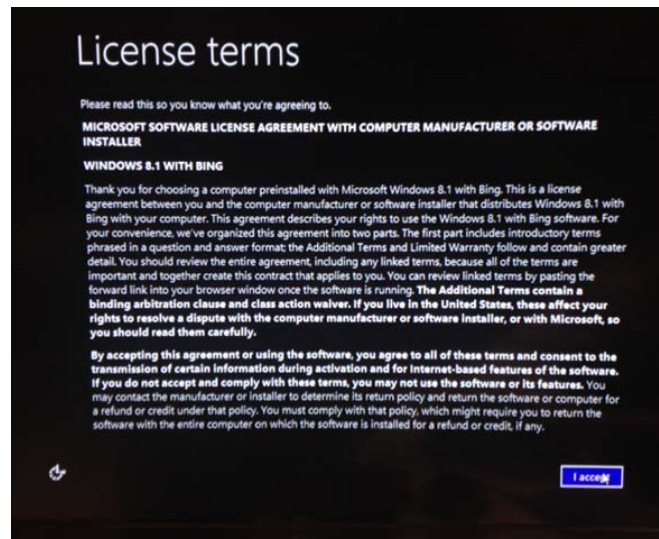 License terms
Please read this so you know what you're agreeing to.
MICROSOFT SOFTWARE LICENSE AGREEMENT WITH COMPUTER MANUFACTURER OR SOFTWARE
INSTALLER
WINDOWS 8.1 WITH BING
Thank you for choosing a computer preinstalled with Microsoft Windows 8.1 with Bing. This is a license
agreement between you and the computer manufacturer or software installer that distributes Windows 8.1 with
Bing with your computer. This agreement describes your rights to use the Windows 8.1 with Bing software. For
your convenience, we've organized this agreement into two parts. The first part includes introductory terms
phrased in a question and answer format; the Additional Terms and Limited Warranty follow and contain greater
detail. You should review the entire agreement, including any linked terms, because all of the terms are
important and together create this contract that applies to you. You can review linked terms by pasting the
forward link into your browser window once the software is running. The Additional Terms contain a
binding arbitration clause and class action waiver. If you live in the United States, these affect your
rights to resolve a dispute with the computer manufacturer or software installer, or with Microsoft, so
you should read them carefully.
By accepting this agreement or using the software, you agree to all of these terms and consent to the
transmission of certain information during activation and for Internet-based features of the software.
If you do not accept and comply with these terms, you may not use the software or its features. You
may contact the manufacturer or installer to determine its return policy and return the software or computer for
a refund or credit under that policy. You must comply with that policy, which might require you to return the
software with the entire computer on which the software is installed for a refund or credit, if any.
I accept